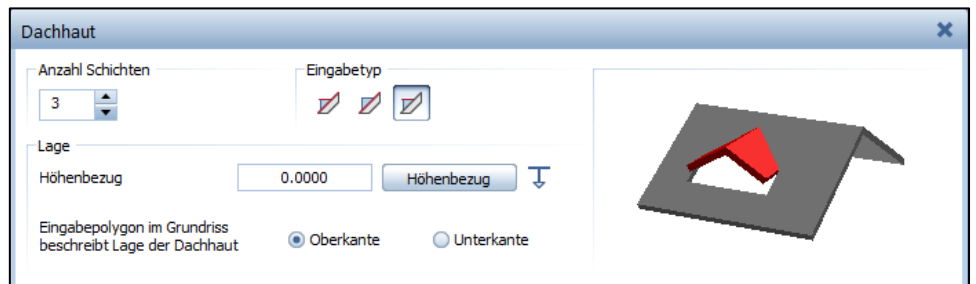 Dachhaut
Anzahl Schichten
Eingabetyp
3
Lage
Höhenbezug
0.0000
Höhenbezug
Eingabepolygon im Grundriss
beschreibt Lage der Dachhaut
Oberkante
Unterkante